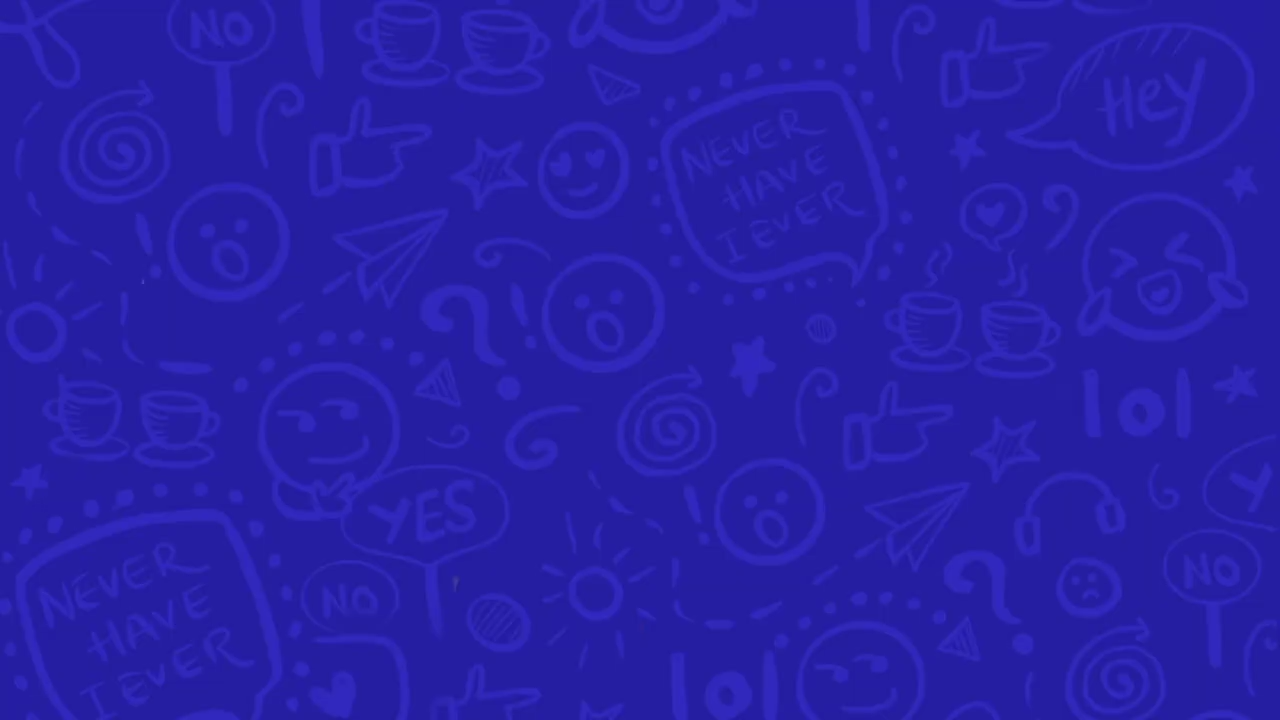 NO
Hey
NEVER
HAVE
I EVER
lol
YES
Y
NO
NO
NEVER
HAVE
I EVER
lol